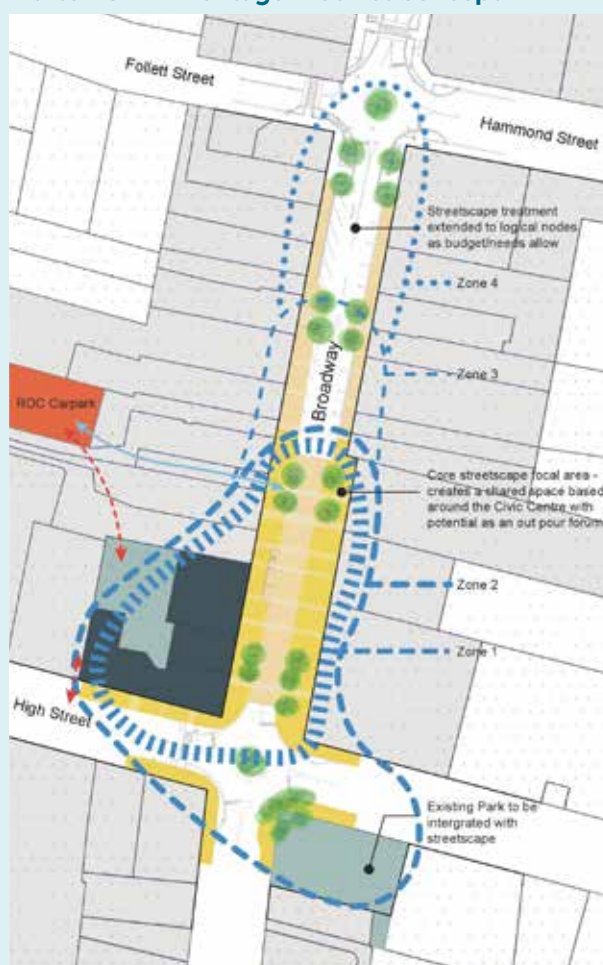 Follett Street
Hammond Street
Streetscape treatment
extended to logical nodes
as budget/needs allow
Zone 4
Zone 3
Broadway
RDC Carpark
Core streetscape focal area -
creates a shared space based
around the Civic Centre with
potential as an out pour forum
Zone 2
Zone 1
High Street
Existing Park to be
intergrated with
streetscape